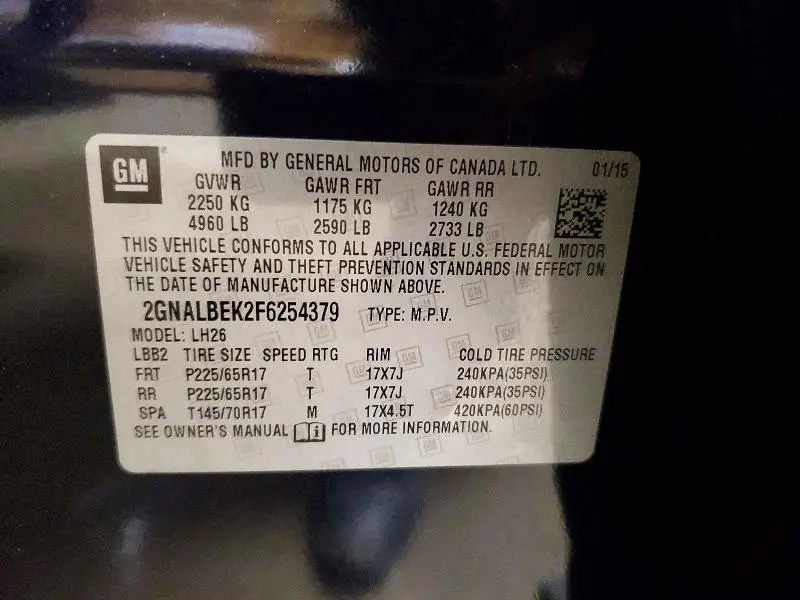 GM MFD BY GENERAL MOTORS OF CANADA LTD. 01/15
GVWR GAWR FRT GAWR RR
2250 KG 1175 KG 1240 KG
4960 LB 2590 LB 2733 LB
THIS VEHICLE CONFORMS TO ALL APPLICABLE U.S. FEDERAL MOTOR
VEHICLE SAFETY AND THEFT PREVENTION STANDARDS IN EFFECT ON
THE DATE OF MANUFACTURE SHOWN ABOVE.
2GNALBEK2F6254379 TYPE: M.P.V.
MODEL: LH26
LBB2 TIRE SIZE SPEED RTG RIM COLD TIRE PRESSURE
FRT P225/65R17 T 17X7J 240KPA(35PSI)
RR P225/65R17 T 17X7J 240KPA(35PSI)
SPA T145/70R17 M 17X4.5T 420KPA(60PSI)
SEE OWNER'S MANUAL FOR MORE INFORMATION.